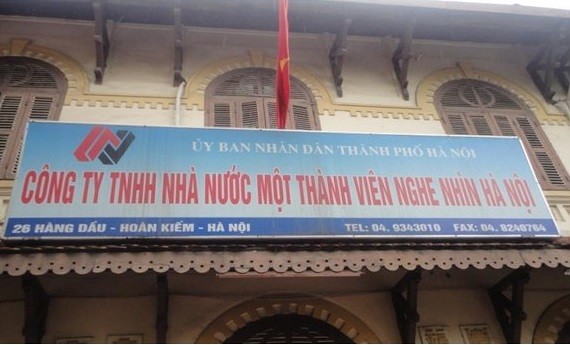 ỦY BAN NHÂN DÂN THÀNH PHỐ HÀ NỘI
CÔNG TY TNHH NHÀ NƯỚC MỘT THÀNH VIÊN NGHE NHÌN HÀ NỘI
26 HÀNG DẦU - HOÀN KIẾM - HÀ NỘI TEL: 04. 9343010 FAX: 04. 8248764